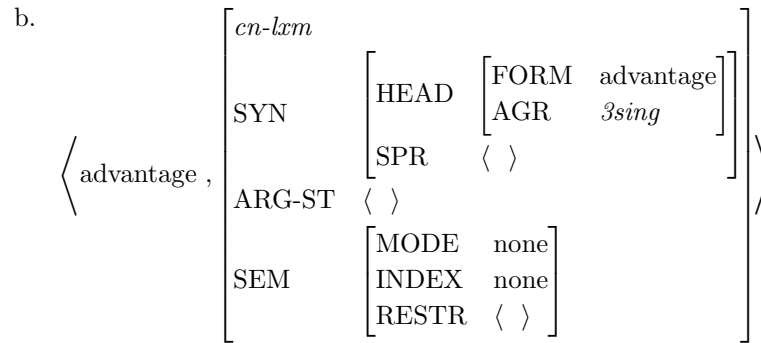 b.
cn-lxm
FORM advantage
HEAD
AGR 3sing
SYN
SPR ⟨ ⟩
⟨advantage ,
ARG-ST ⟨ ⟩
MODE none
SEM INDEX none
RESTR ⟨ ⟩